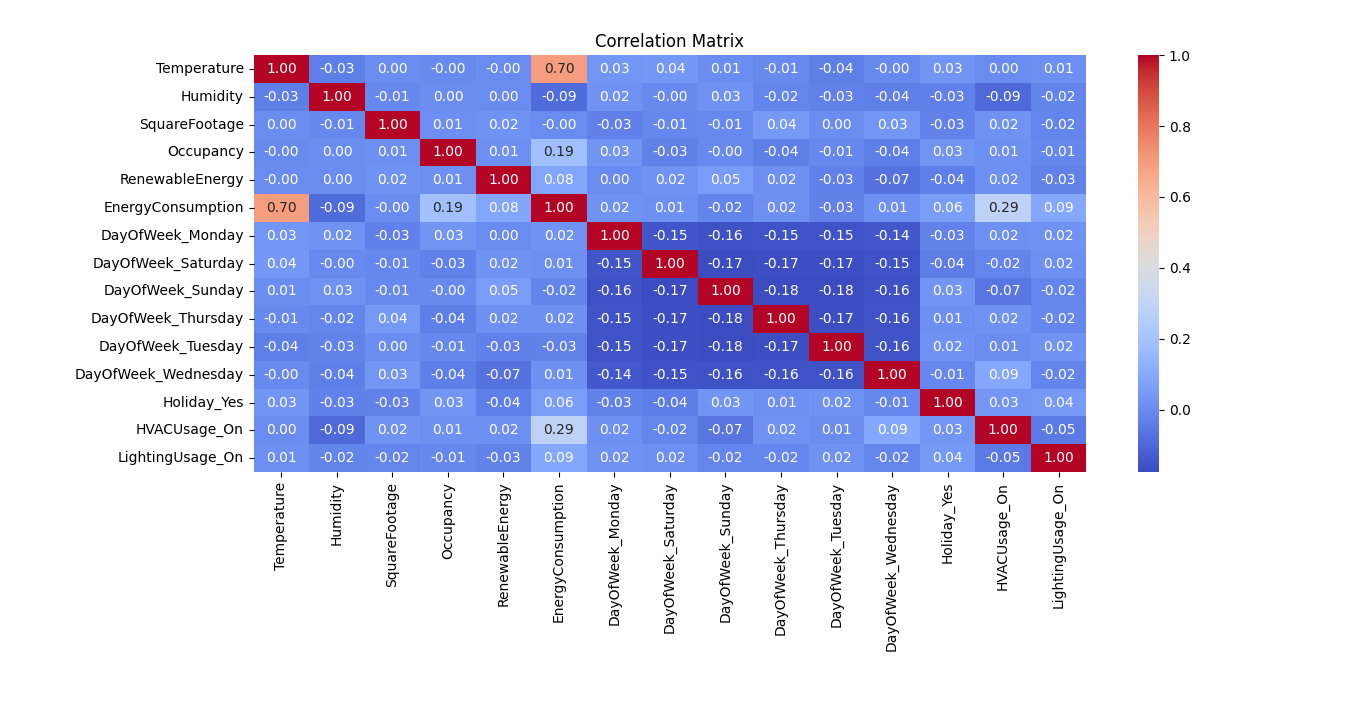 Correlation Matrix
Temperature 1.00 -0.03 0.00 -0.00 -0.00 0.70 0.03 0.04 0.01 -0.01 -0.04 -0.00 0.03 0.00 0.01
Humidity -0.03 1.00 -0.01 0.00 0.00 -0.09 0.02 -0.00 0.03 -0.02 -0.03 -0.04 -0.03 -0.09 -0.02
SquareFootage 0.00 -0.01 1.00 0.01 0.02 -0.00 -0.03 -0.01 -0.01 0.04 0.00 0.03 -0.03 0.02 -0.02
Occupancy -0.00 0.00 0.01 1.00 0.01 0.19 0.03 -0.03 -0.00 -0.04 -0.01 -0.04 0.03 0.01 -0.01
RenewableEnergy -0.00 0.00 0.02 0.01 1.00 0.08 0.00 0.02 0.05 0.02 -0.03 -0.07 -0.04 0.02 -0.03
EnergyConsumption 0.70 -0.09 -0.00 0.19 0.08 1.00 0.02 0.01 -0.02 0.02 -0.03 0.01 0.06 0.29 0.09
DayOfWeek_Monday 0.03 0.02 -0.03 0.03 0.00 0.02 1.00 -0.15 -0.16 -0.15 -0.15 -0.14 -0.03 0.02 0.02
DayOfWeek_Saturday 0.04 -0.00 -0.01 -0.03 0.02 0.01 -0.15 1.00 -0.17 -0.17 -0.17 -0.15 -0.04 -0.02 0.02
DayOfWeek_Sunday 0.01 0.03 -0.01 -0.00 0.05 -0.02 -0.16 -0.17 1.00 -0.18 -0.18 -0.16 0.03 -0.07 -0.02
DayOfWeek_Thursday -0.01 -0.02 0.04 -0.04 0.02 0.02 -0.15 -0.17 -0.18 1.00 -0.17 -0.16 0.01 0.02 -0.02
DayOfWeek_Tuesday -0.04 -0.03 0.00 -0.01 -0.03 -0.03 -0.15 -0.17 -0.18 -0.17 1.00 -0.16 0.02 0.01 0.02
DayOfWeek_Wednesday -0.00 -0.04 0.03 -0.04 -0.07 0.01 -0.14 -0.15 -0.16 -0.16 -0.16 1.00 -0.01 0.09 -0.02
Holiday_Yes 0.03 -0.03 -0.03 0.03 -0.04 0.06 -0.03 -0.04 0.03 0.01 0.02 -0.01 1.00 0.03 0.04
HVACUsage_On 0.00 -0.09 0.02 0.01 0.02 0.29 0.02 -0.02 -0.07 0.02 0.01 0.09 0.03 1.00 -0.05
LightingUsage_On 0.01 -0.02 -0.02 -0.01 -0.03 0.09 0.02 0.02 -0.02 -0.02 0.02 -0.02 0.04 -0.05 1.00
Temperature
Humidity
SquareFootage
Occupancy
RenewableEnergy
EnergyConsumption
DayOfWeek_Monday
DayOfWeek_Saturday
DayOfWeek_Sunday
DayOfWeek_Thursday
DayOfWeek_Tuesday
DayOfWeek_Wednesday
Holiday_Yes
HVACUsage_On
LightingUsage_On
1.0
0.8
0.6
0.4
0.2
0.0